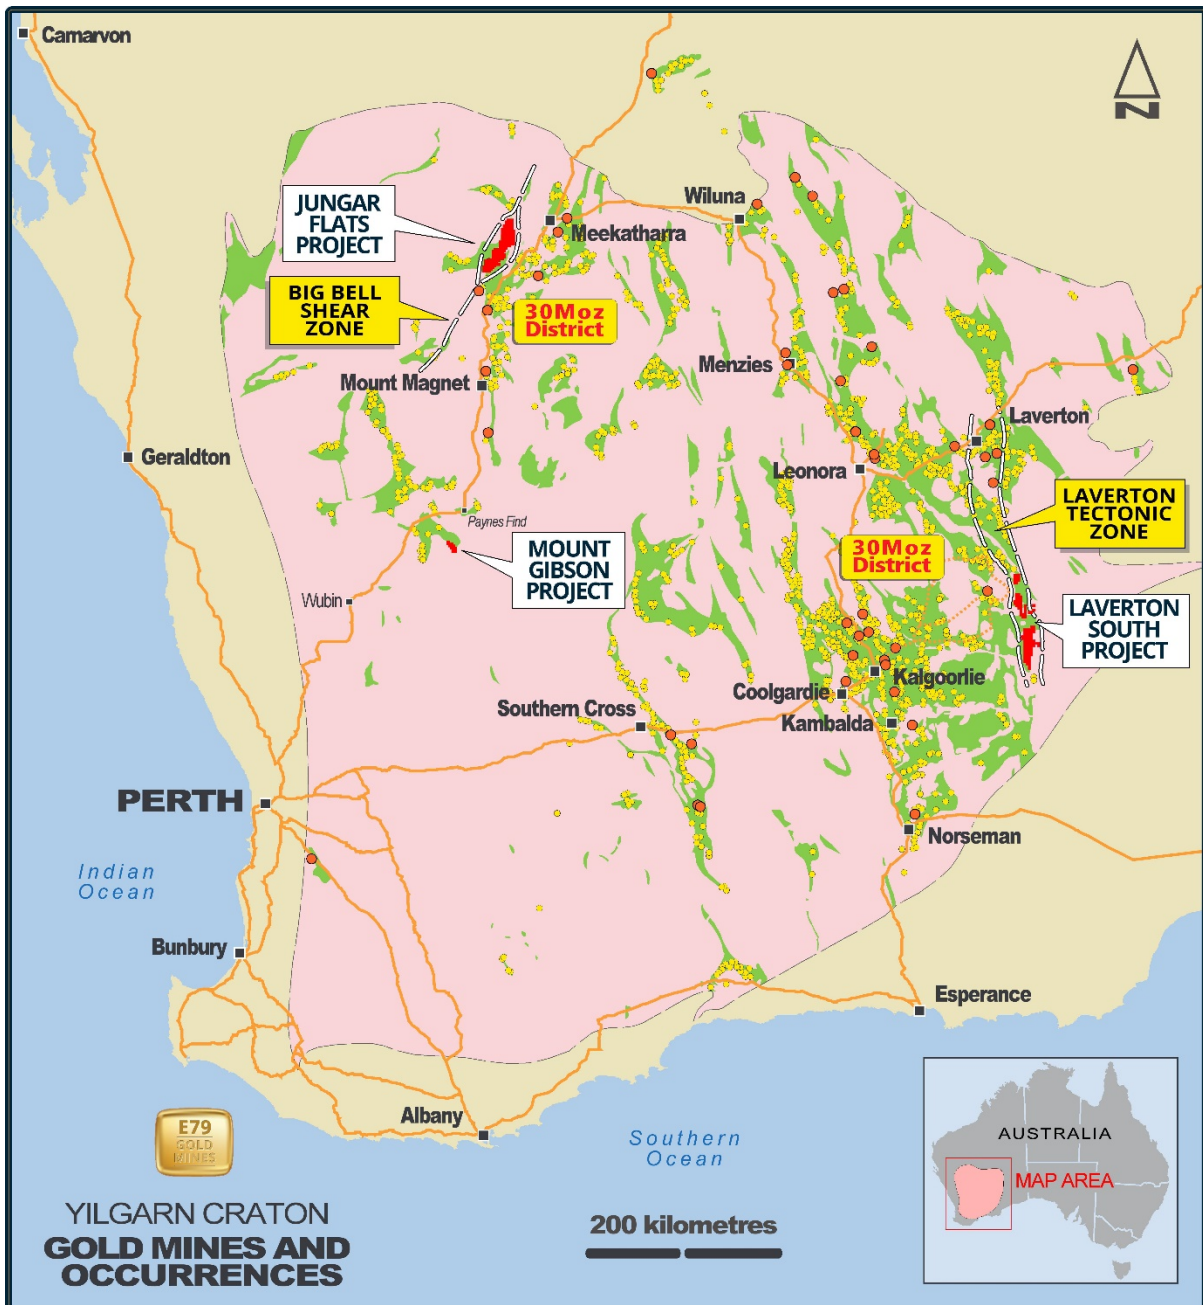 Carnarvon
N
Wiluna
JUNGAR
FLATS
PROJECT
Meekatharra
BIG BELL
SHEAR
ZONE
30Moz
District
Menzies
Mount Magnet
Laverton
Geraldton
Leonora
LAVERTON
TECTONIC
ZONE
Paynes Find
MOUNT
GIBSON
PROJECT
30Moz
District
Wubin
LAVERTON
SOUTH
PROJECT
Kalgoorlie
Coolgardie
Southern Cross
Kambalda
PERTH
Norseman
Indian
Ocean
Bunbury
Esperance
Albany
E79
GOLD
MINES
Southern
Ocean
AUSTRALIA
MAP AREA
YILGARN CRATON
GOLD MINES AND
OCCURRENCES
200 kilometres